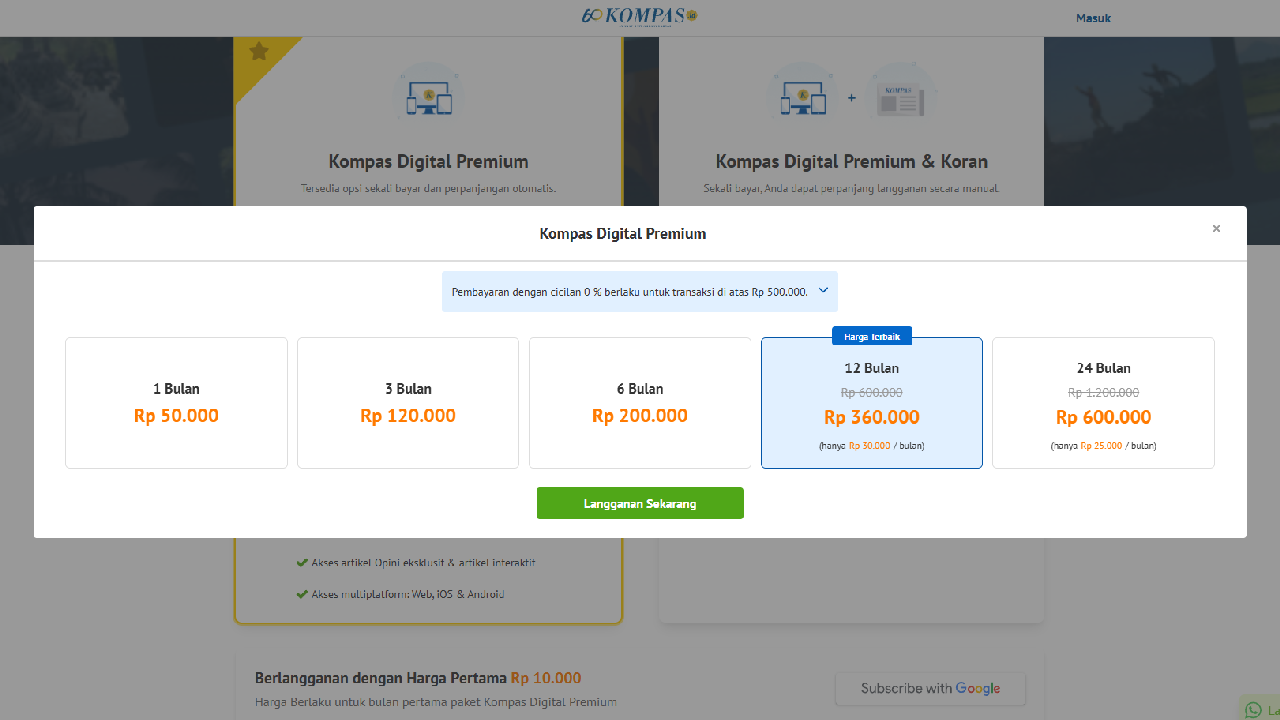 60 KOMPAS.id
Masuk
KOMPAS
Kompas Digital Premium
Tersedia opsi sekali bayar dan perpanjangan otomatis.
Kompas Digital Premium & Koran
Sekali bayar, Anda dapat perpanjang langganan secara manual.
Kompas Digital Premium
×
Pembayaran dengan cicilan 0 % berlaku untuk transaksi di atas Rp 500.000.
1 Bulan
Rp 50.000
3 Bulan
Rp 120.000
6 Bulan
Rp 200.000
Harga Terbaik
12 Bulan
Rp 600.000
Rp 360.000
(hanya Rp 30.000 / bulan)
24 Bulan
Rp 1.200.000
Rp 600.000
(hanya Rp 25.000 / bulan)
Langganan Sekarang
Akses artikel Opini eksklusif & artikel interaktif
Akses multiplatform: Web, iOS & Android
Berlangganan dengan Harga Pertama Rp 10.000
Harga Berlaku untuk bulan pertama paket Kompas Digital Premium
Subscribe with Google
La